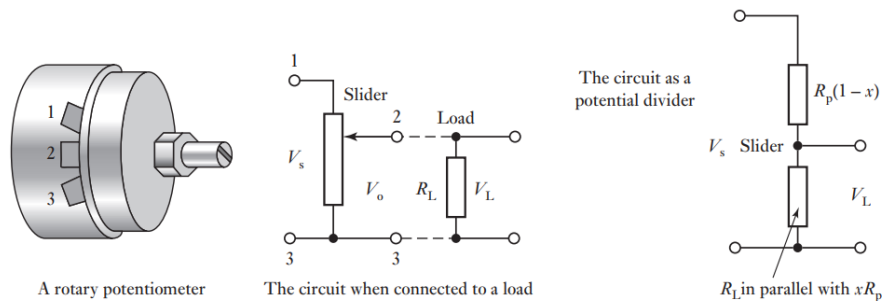 1
2
3
A rotary potentiometer
1
Slider
2
Load
Vs
Vo
RL
VL
3
3
The circuit when connected to a load
The circuit as a
potential divider
Rp(1 – x)
Vs
Slider
VL
RL in parallel with xRp